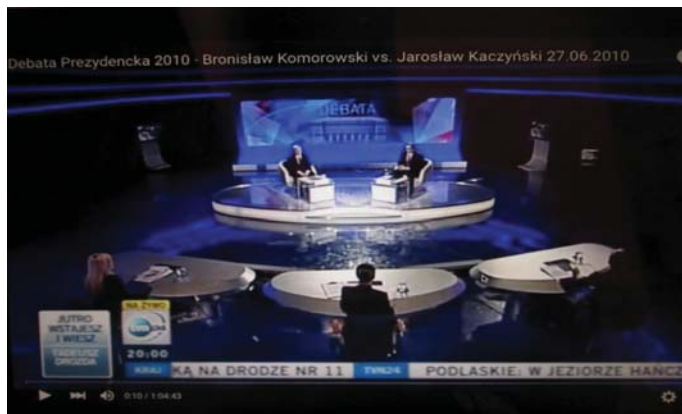 Debata Prezydencka 2010 - Bronisław Komorowski vs. Jarosław Kaczyński 27.06.2010
DEBATA
JUTRO
WSTAJESZ
I WIESZ
TADEUSZ
DROZDA
NA ŻYWO
20:00
KRAJ KĄ NA DRODZE NR 11 TVN24 PODLASKIE: W JEZIORZE HAŃCZ
0:10 / 1:04:43